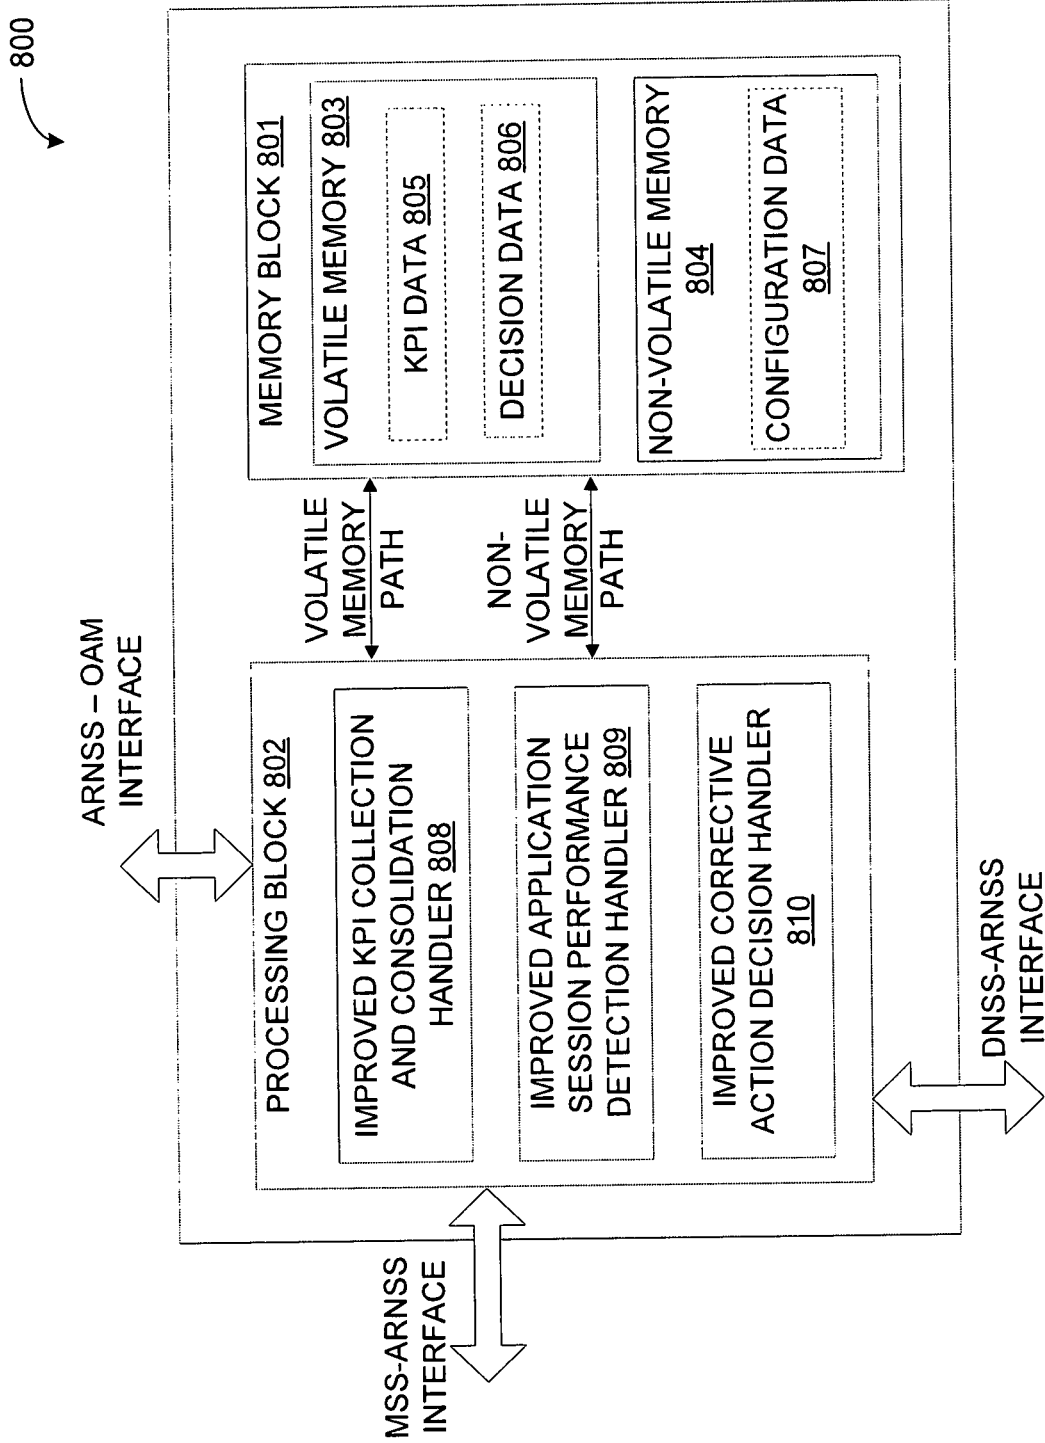 800
ARNSS – OAM
INTERFACE
MSS-ARNSS
INTERFACE
PROCESSING BLOCK 802
IMPROVED KPI COLLECTION
AND CONSOLIDATION
HANDLER 808
IMPROVED APPLICATION
SESSION PERFORMANCE
DETECTION HANDLER 809
IMPROVED CORRECTIVE
ACTION DECISION HANDLER
810
VOLATILE
MEMORY
PATH
NON-
VOLATILE
MEMORY
PATH
MEMORY BLOCK 801
VOLATILE MEMORY 803
KPI DATA 805
DECISION DATA 806
NON-VOLATILE MEMORY
804
CONFIGURATION DATA
807
DNSS-ARNSS
INTERFACE